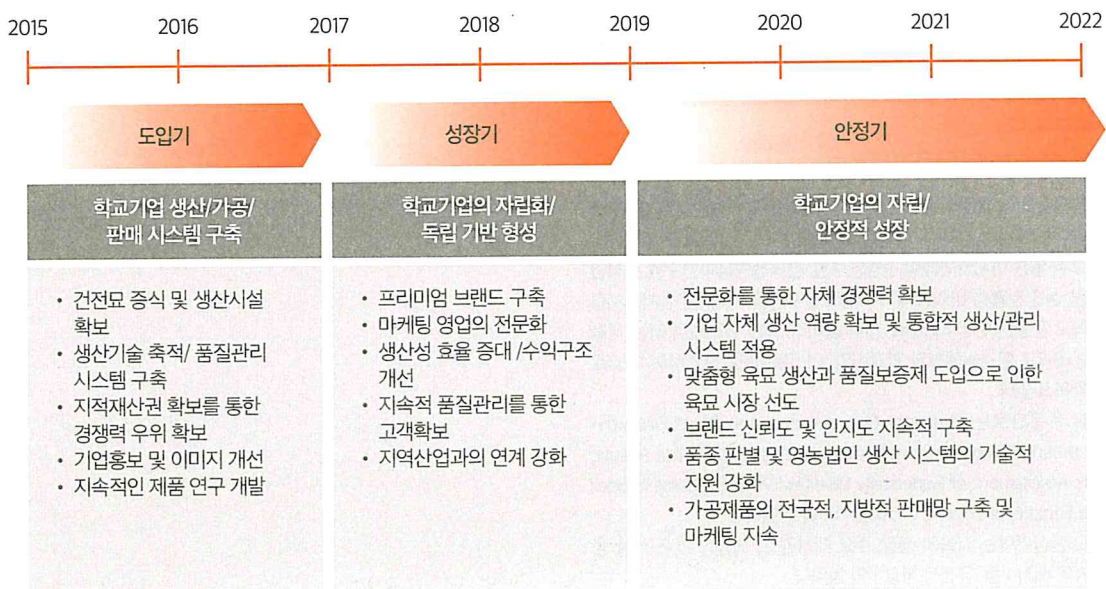 2015 2016 2017 2018 2019 2020 2021 2022
도입기
성장기
안정기
학교기업 생산/가공/
판매 시스템 구축
• 건전묘 증식 및 생산시설
확보
• 생산기술 축적/ 품질관리
시스템 구축
• 지적재산권 확보를 통한
경쟁력 우위 확보
• 기업홍보 및 이미지 개선
• 지속적인 제품 연구 개발
학교기업의 자립화/
독립 기반 형성
• 프리미엄 브랜드 구축
• 마케팅 영업의 전문화
• 생산성 효율 증대 /수익구조
개선
• 지속적 품질관리를 통한
고객확보
• 지역산업과의 연계 강화
학교기업의 자립/
안정적 성장
• 전문화를 통한 자체 경쟁력 확보
• 기업 자체 생산 역량 확보 및 통합적 생산/관리
시스템 적용
• 맞춤형 육묘 생산과 품질보증제 도입으로 인한
육묘 시장 선도
• 브랜드 신뢰도 및 인지도 지속적 구축
• 품종 판별 및 영농법인 생산 시스템의 기술적
지원 강화
• 가공제품의 전국적, 지방적 판매망 구축 및
마케팅 지속